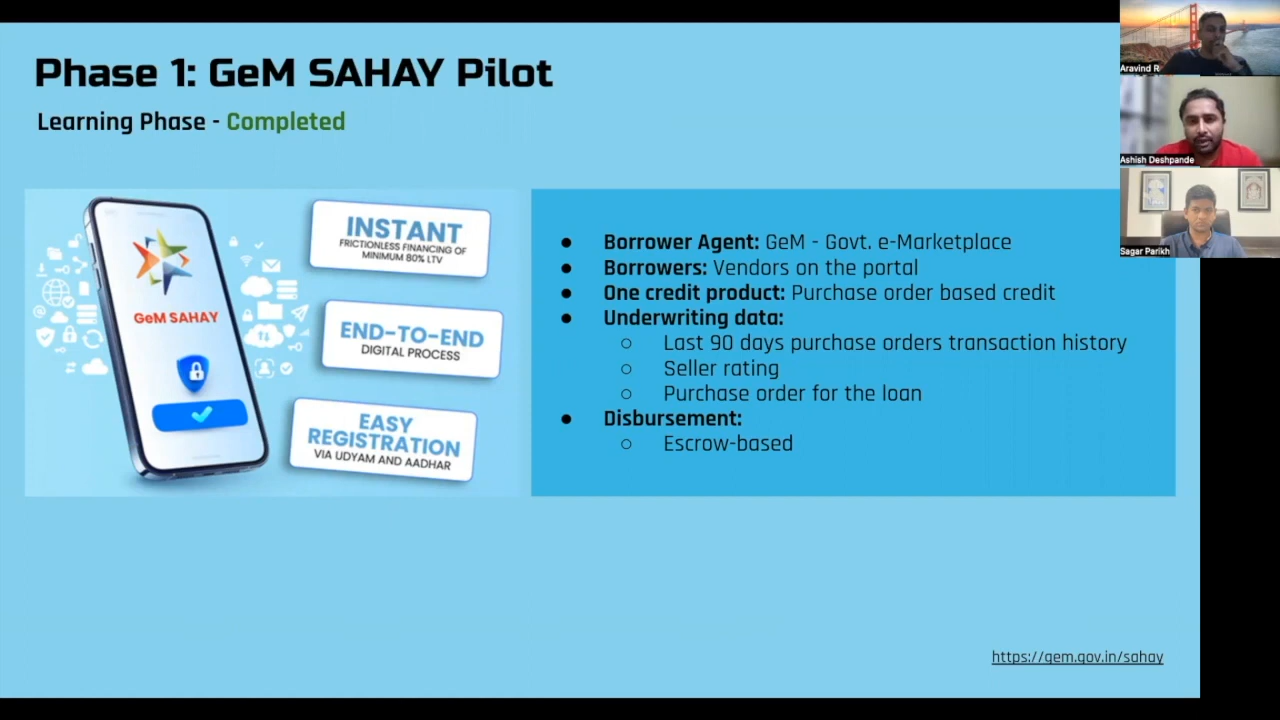 Phase 1: GeM SAHAY Pilot
Learning Phase - Completed
GeM SAHAY
INSTANT
FRICTIONLESS FINANCING OF
MINIMUM 80% LTV
END-TO-END
DIGITAL PROCESS
EASY
REGISTRATION
VIA UDYAM AND AADHAR
● Borrower Agent: GeM - Govt. e-Marketplace
● Borrowers: Vendors on the portal
● One credit product: Purchase order based credit
● Underwriting data:
○ Last 90 days purchase orders transaction history
○ Seller rating
○ Purchase order for the loan
● Disbursement:
○ Escrow-based
https://gem.gov.in/sahay
Aravind R
Ashish Deshpande
Sagar Parikh